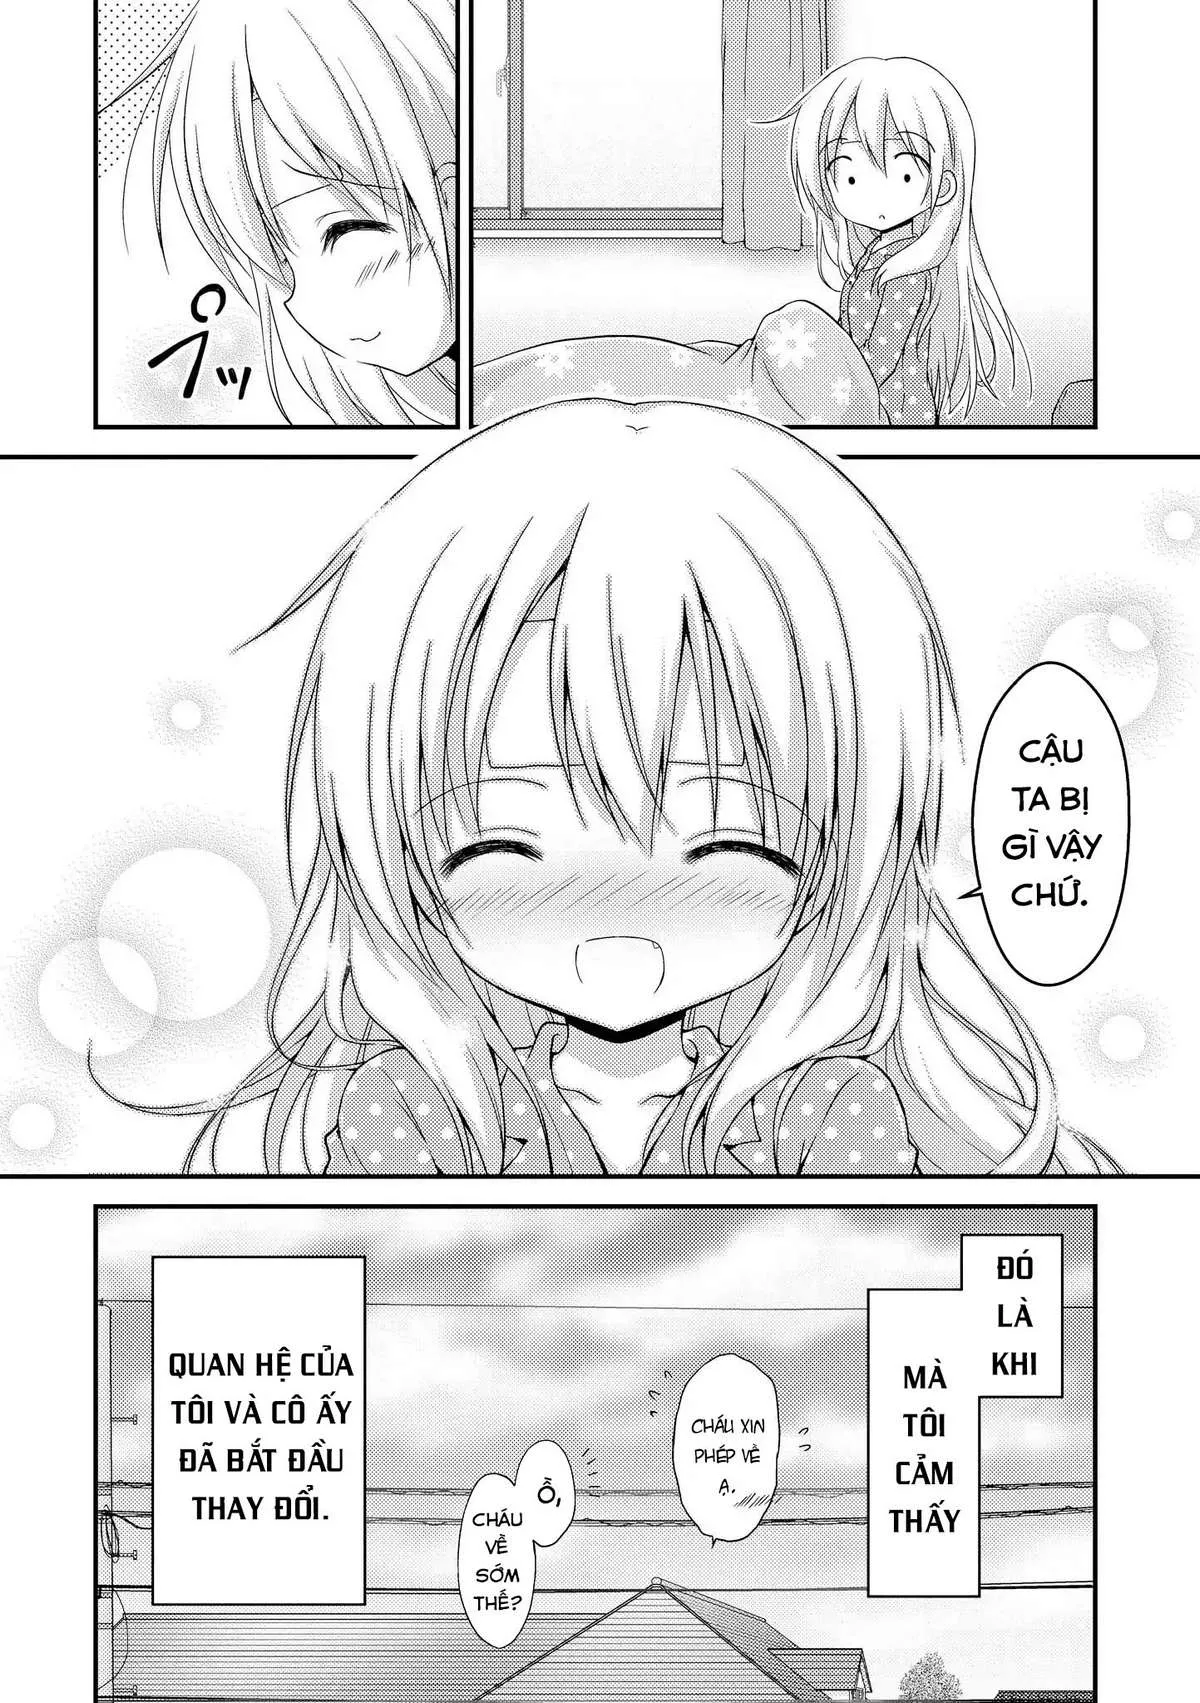 プッ
CẬU
TA BỊ
GÌ VẬY
CHỨ.
ĐÓ
LÀ
KHI
MÀ
TÔI
CẢM
THẤY
CHÁU XIN
PHÉP VỀ
Ạ.
Ồ,
CHÁU
VỀ
SỚM
THẾ?
QUAN HỆ CỦA
TÔI VÀ CÔ ẤY
ĐÃ BẮT ĐẦU
THAY ĐỔI.